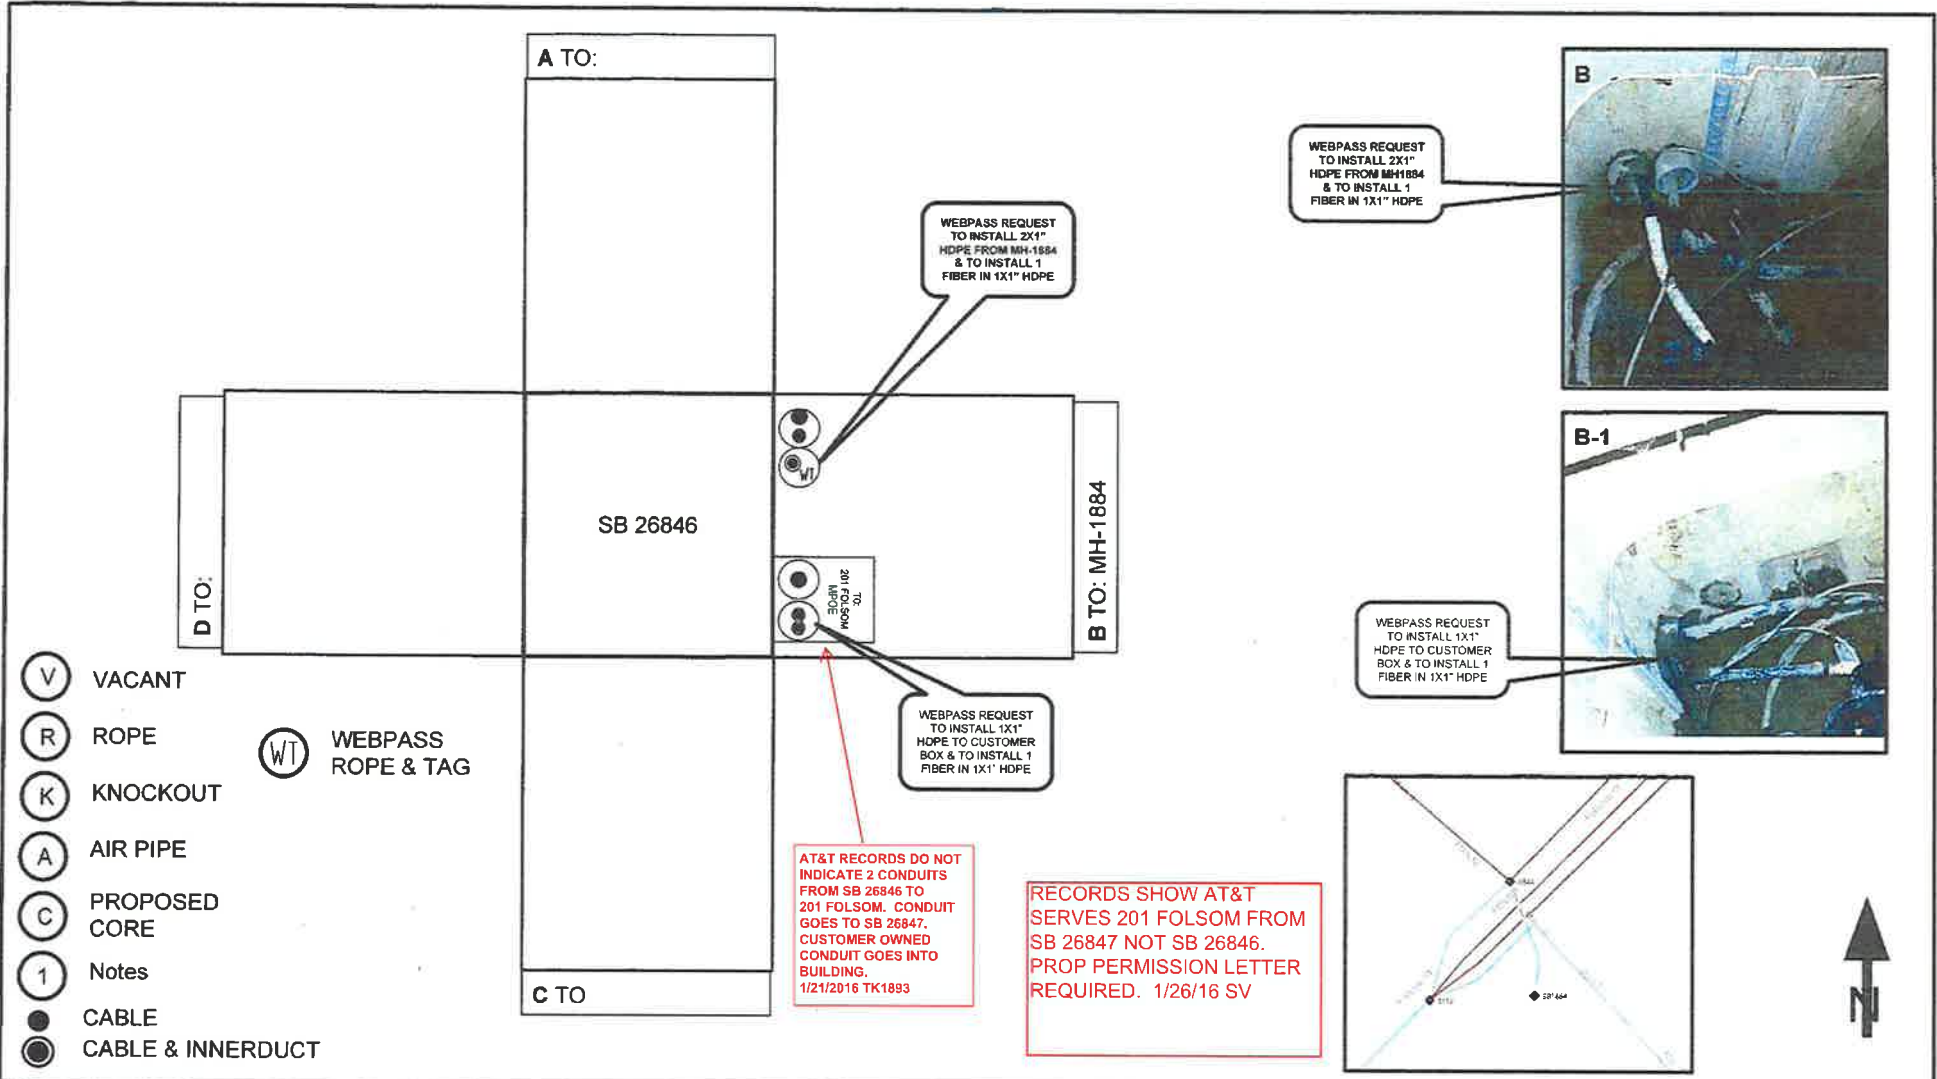 A TO:
B
WEBPASS REQUEST
TO INSTALL 2X1"
HDPE FROM MH1884
& TO INSTALL 1
FIBER IN 1X1" HDPE
WEBPASS REQUEST
TO INSTALL 2X1"
HDPE FROM MH-1884
& TO INSTALL 1
FIBER IN 1X1" HDPE
B-1
WT
SB 26846
D TO:
TO:
201 FOLSOM
MPOE
B TO: MH-1884
WEBPASS REQUEST
TO INSTALL 1X1"
HDPE TO CUSTOMER
BOX & TO INSTALL 1
FIBER IN 1X1" HDPE
WEBPASS REQUEST
TO INSTALL 1X1"
HDPE TO CUSTOMER
BOX & TO INSTALL 1
FIBER IN 1X1' HDPE
V VACANT
R ROPE
WT WEBPASS
ROPE & TAG
K KNOCKOUT
A AIR PIPE
C PROPOSED
CORE
1 Notes
CABLE
CABLE & INNERDUCT
C TO
AT&T RECORDS DO NOT
INDICATE 2 CONDUITS
FROM SB 26846 TO
201 FOLSOM. CONDUIT
GOES TO SB 26847.
CUSTOMER OWNED
CONDUIT GOES INTO
BUILDING.
1/21/2016 TK1893
RECORDS SHOW AT&T
SERVES 201 FOLSOM FROM
SB 26847 NOT SB 26846.
PROP PERMISSION LETTER
REQUIRED. 1/26/16 SV
N